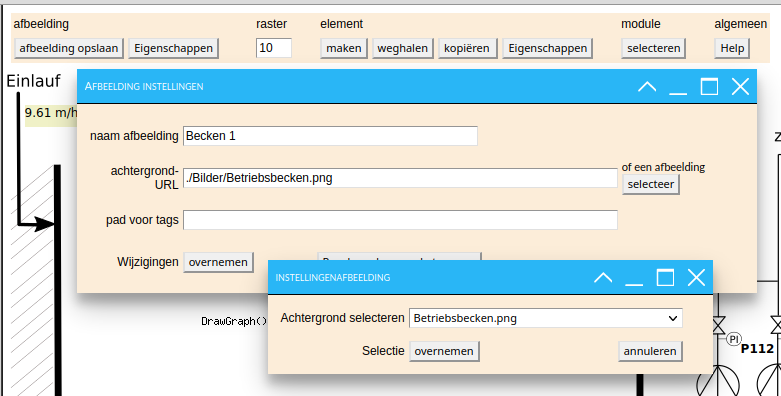 afbeelding raster element module algemeen
afbeelding opslaan Eigenschappen 10 maken weghalen kopiëren Eigenschappen selecteren Help
Einlauf
9.61 m/h
AFBEELDING INSTELLINGEN
naam afbeelding Becken 1
achtergrond-URL ./Bilder/Betriebsbecken.png of een afbeelding
selecteer
pad voor tags
Wijzigingen overnemen
INSTELLINGENAFBEELDING
Achtergrond selecteren Betriebsbecken.png
DrawGraph()
Selectie overnemen annuleren
PI
P112